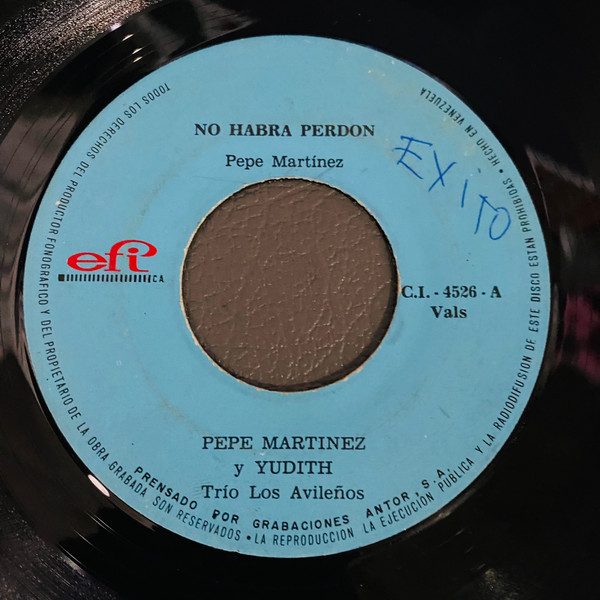 NO HABRA PERDON
Pepe Martínez
EXITO
efi
C.A.
C.I. - 4526 - A
Vals
PEPE MARTINEZ
y YUDITH
Trío Los Avileños
PRENSADO POR GRABACIONES ANTOR, S.A.
TODOS LOS DERECHOS DEL PRODUCTOR FONOGRAFICO Y DEL PROPIETARIO DE LA OBRA GRABADA SON RESERVADOS • LA REPRODUCCION LA EJECUCION PUBLICA Y LA RADIODIFUSION DE ESTE DISCO ESTAN PROHIBIDAS • HECHO EN VENEZUELA